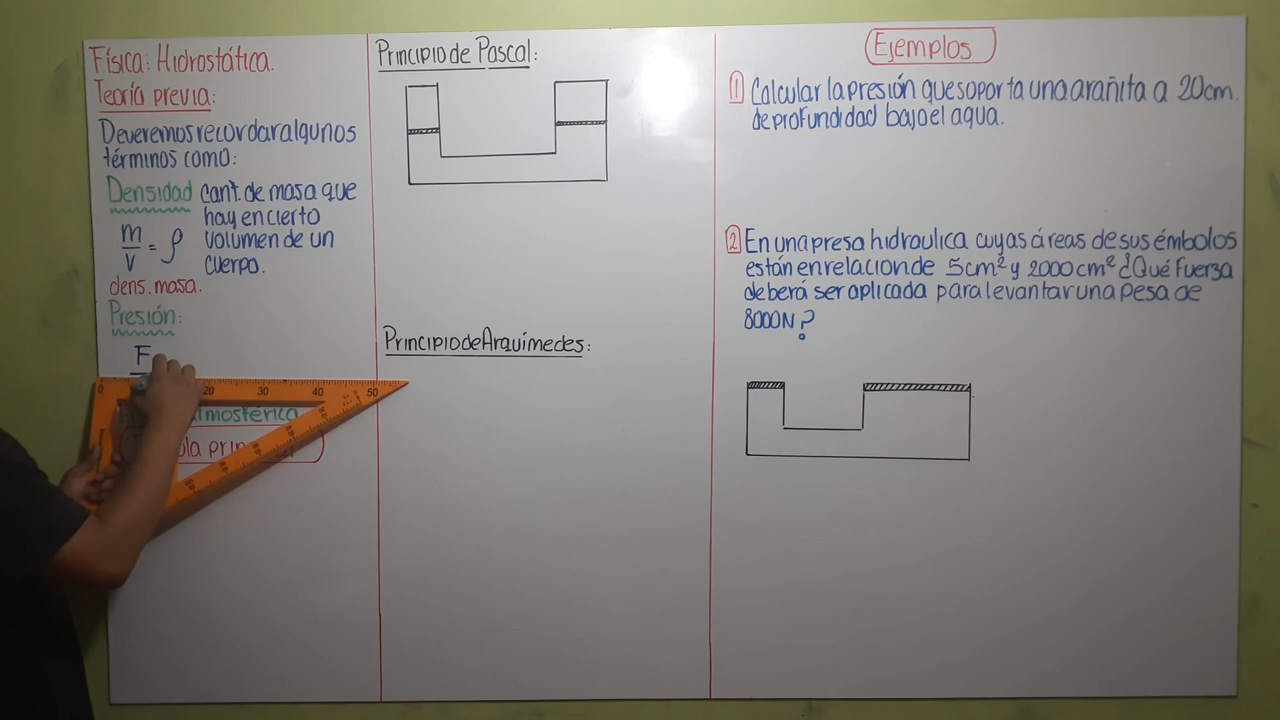 Física: Hidrostática.
Teoría previa:
Deveremos recordar algunos
términos como:
Densidad cant. de masa que
hay en cierto
volumen de un
cuerpo.
m
v = ρ
dens. masa.
Presión:
F
0 20 30 40 50
Principio de Pascal:
Principio de Arquímedes:
Ejemplos
1 Calcular la presión que soporta una arañita a 20cm.
de profundidad bajo el agua.
2 En una presa hidraulica cuyas áreas de sus émbolos
están en relacion de 5cm² y 2000cm² ¿Qué Fuerza
deberá ser aplicada para levantar una pesa de
8000N?